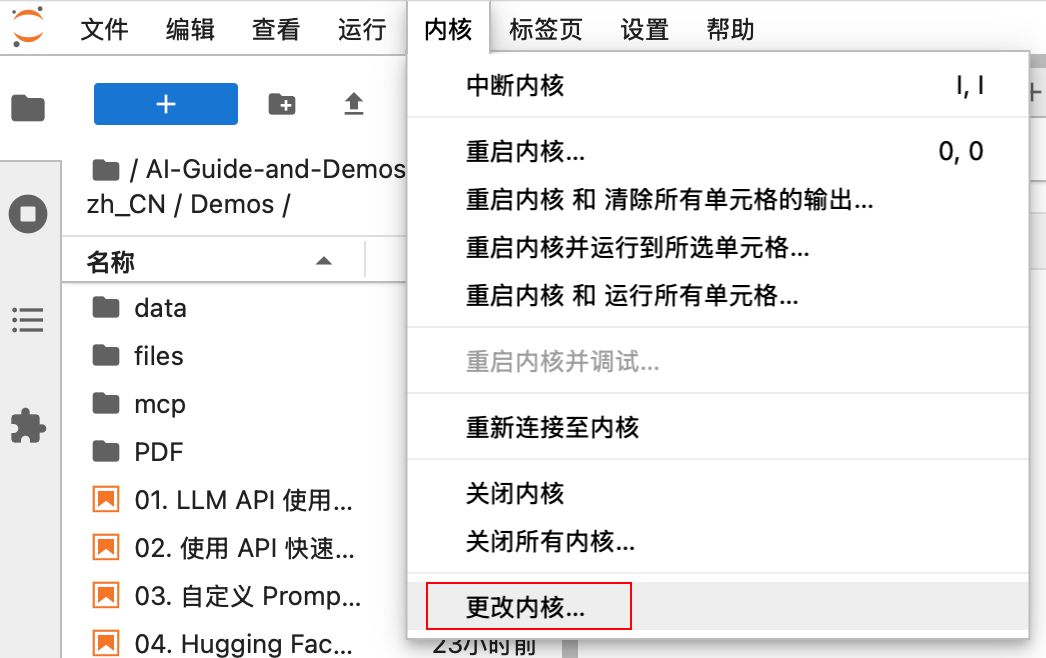 文件 编辑 查看 运行 内核 标签页 设置 帮助
中断内核 I, I
重启内核... 0, 0
重启内核 和 清除所有单元格的输出...
重启内核并运行到所选单元格...
重启内核 和 运行所有单元格...
重启内核并调试...
重新连接至内核
关闭内核
关闭所有内核...
更改内核...
/ AI-Guide-and-Demos
zh_CN / Demos /
名称
data
files
mcp
PDF
01. LLM API 使用...
02. 使用 API 快速...
03. 自定义 Promp...
04. Hugging Fac... 23小时前